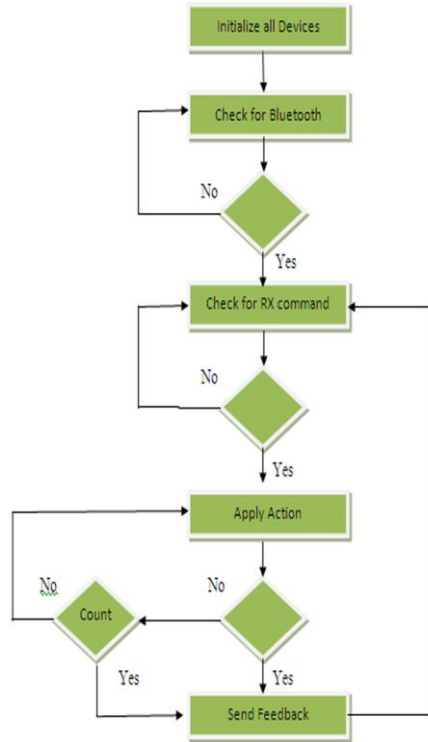 Initialize all Devices
Check for Bluetooth
No
Yes
Check for RX command
No
Yes
Apply Action
No
No
Count
Yes
Yes
Send Feedback